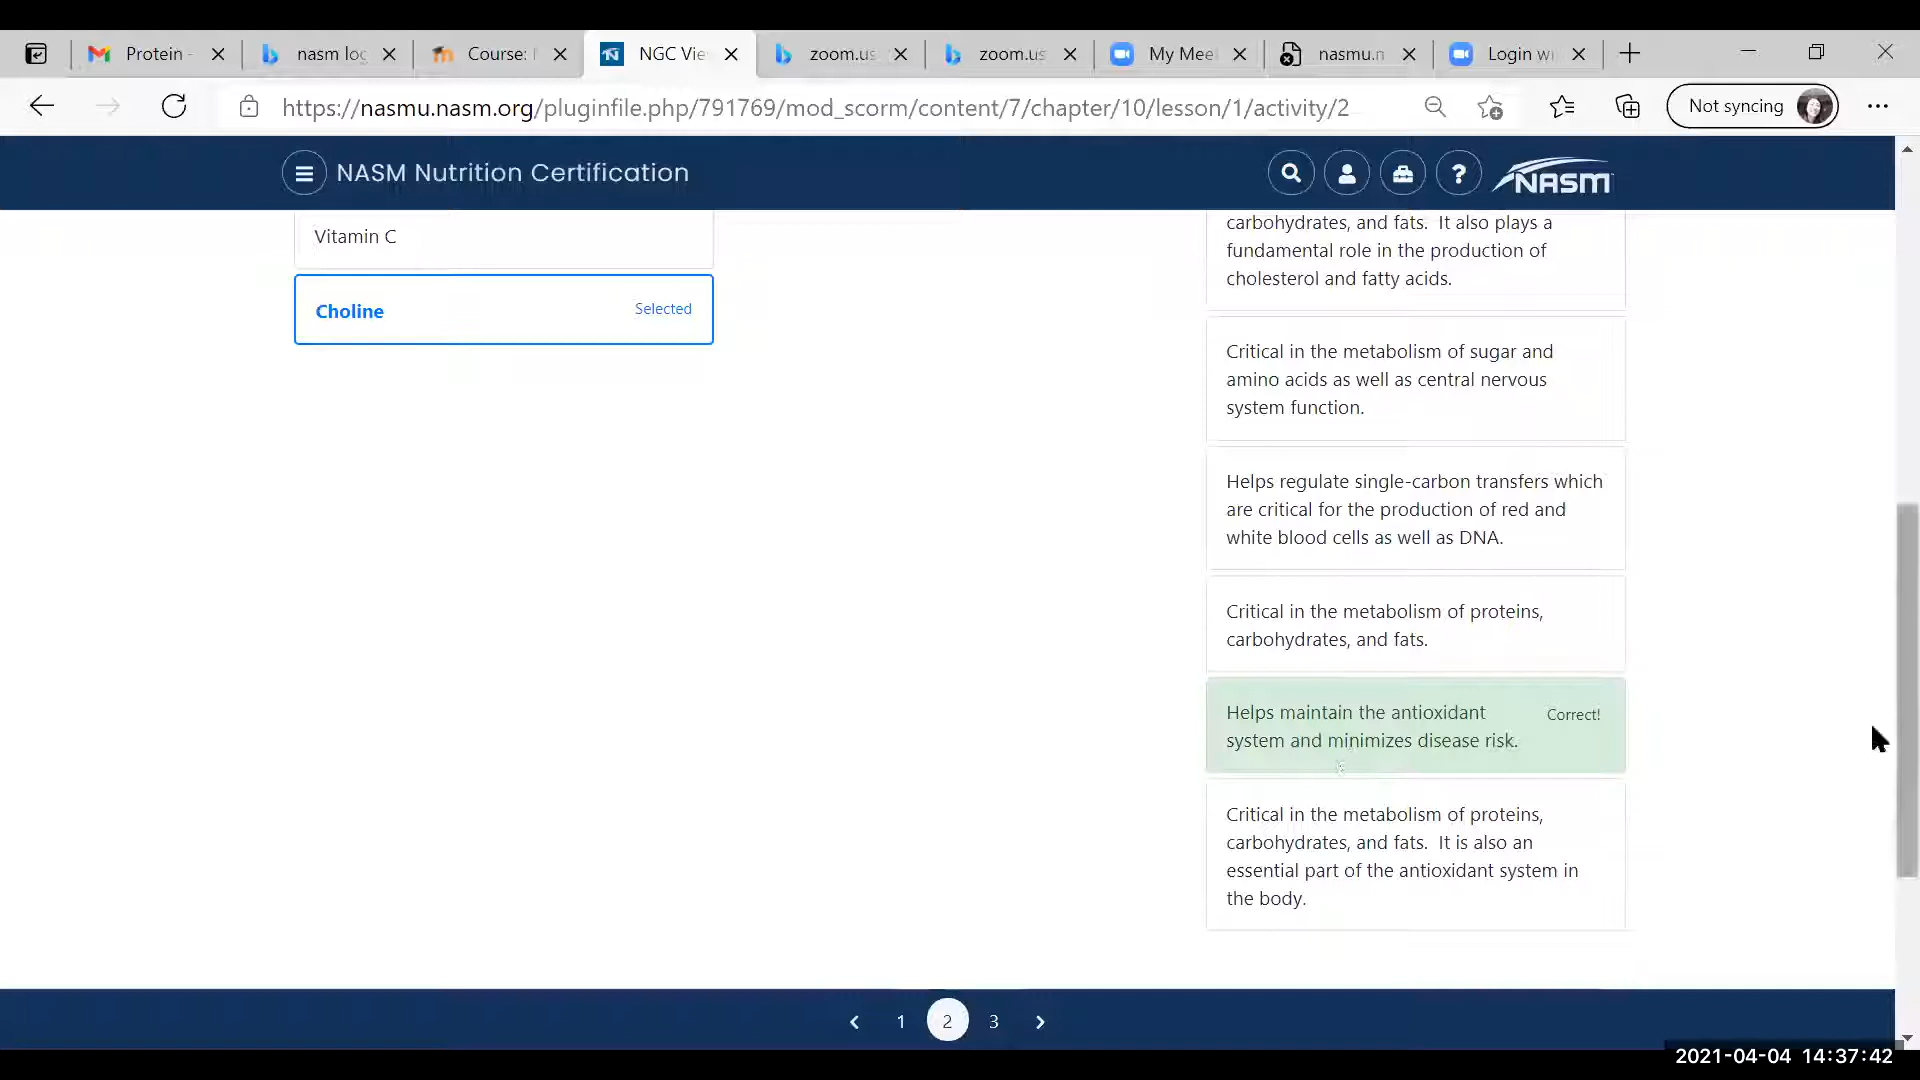 Protein -
nasm loc
Course: I
NGC Vie
zoom.us
zoom.us
My Mee
nasmu.n
Login wi
https://nasmu.nasm.org/pluginfile.php/791769/mod_scorm/content/7/chapter/10/lesson/1/activity/2
Not syncing
NASM Nutrition Certification
?
NASM
Vitamin C
Choline
Selected
carbohydrates, and fats. It also plays a
fundamental role in the production of
cholesterol and fatty acids.
Critical in the metabolism of sugar and
amino acids as well as central nervous
system function.
Helps regulate single-carbon transfers which
are critical for the production of red and
white blood cells as well as DNA.
Critical in the metabolism of proteins,
carbohydrates, and fats.
Helps maintain the antioxidant
system and minimizes disease risk.
Correct!
Critical in the metabolism of proteins,
carbohydrates, and fats. It is also an
essential part of the antioxidant system in
the body.
1 2 3
2021-04-04 14:37:42